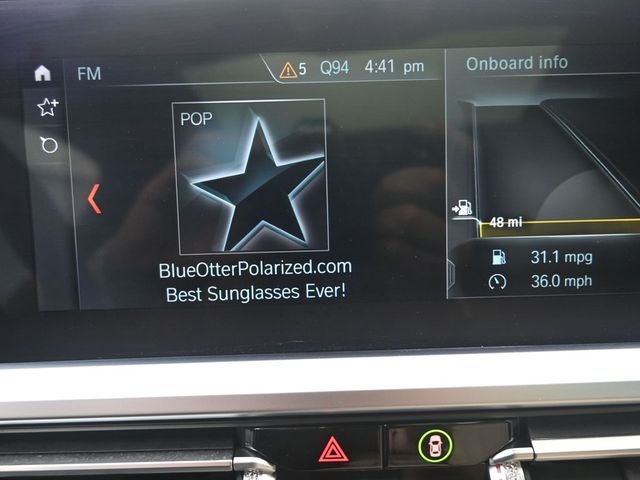 FM
5 Q94 4:41 pm
Onboard info
POP
BlueOtterPolarized.com
Best Sunglasses Ever!
48 mi
31.1 mpg
36.0 mph